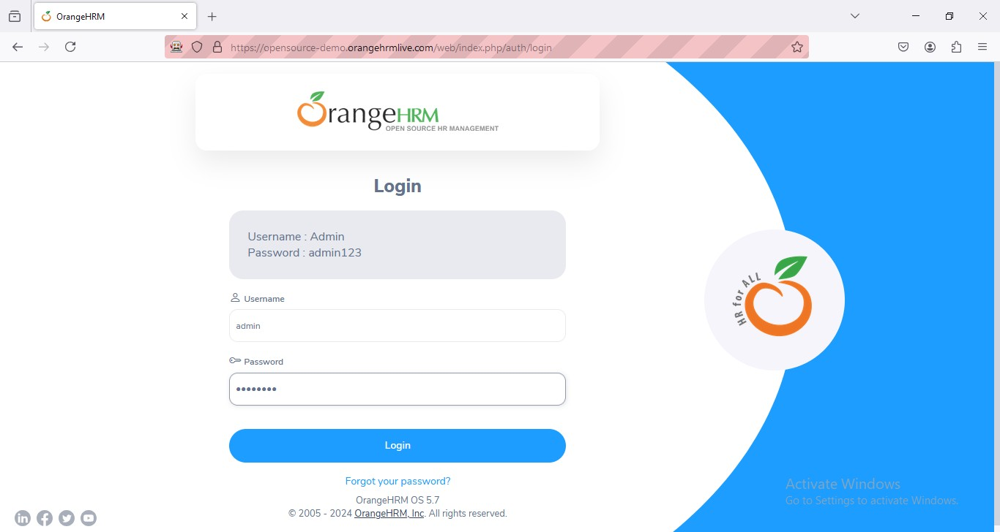 OrangeHRM
https://opensource-demo.orangehrmlive.com/web/index.php/auth/login
OrangeHRM
OPEN SOURCE HR MANAGEMENT
Login
Username : Admin
Password : admin123
Username
admin
Password
••••••••
Login
Forgot your password?
OrangeHRM OS 5.7
© 2005 - 2024 OrangeHRM, Inc. All rights reserved.
HR for ALL
Activate Windows
Go to Settings to activate Windows.